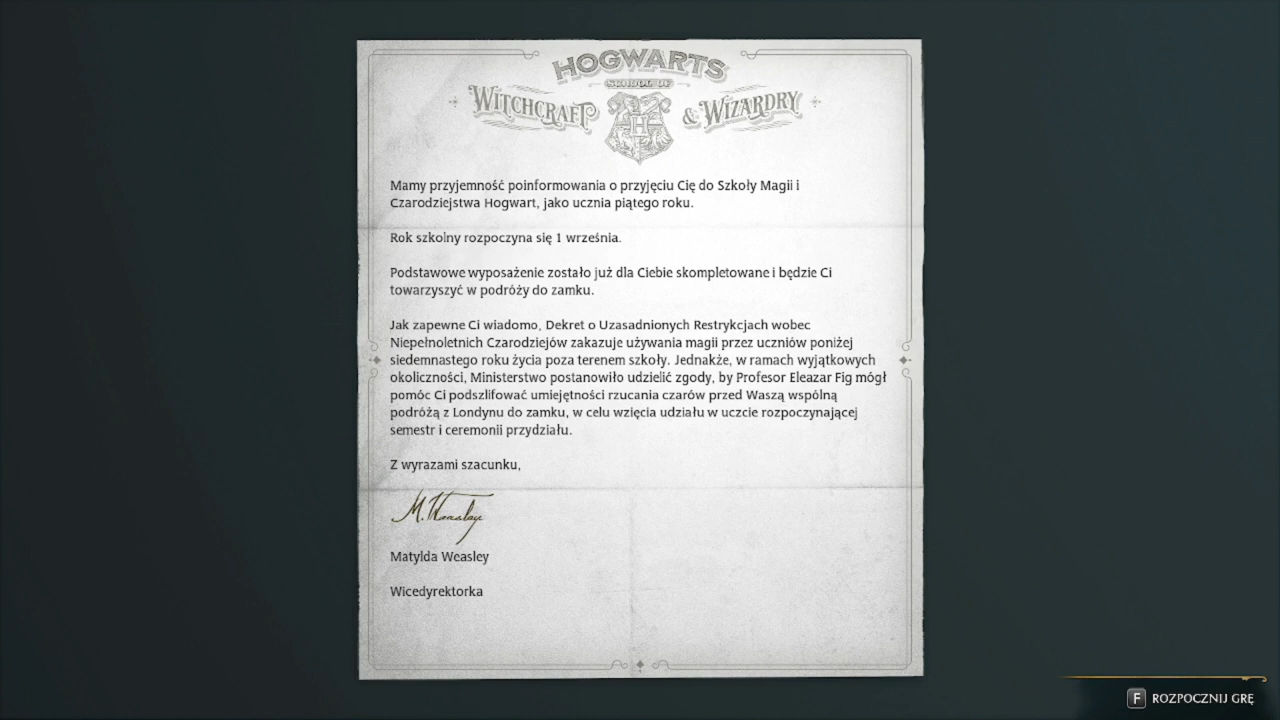 HOGWARTS
SCHOOL OF
WITCHCRAFT & WIZARDRY
H
Mamy przyjemność poinformowania o przyjęciu Cię do Szkoły Magii i
Czarodziejstwa Hogwart, jako ucznia piątego roku.
Rok szkolny rozpoczyna się 1 września.
Podstawowe wyposażenie zostało już dla Ciebie skompletowane i będzie Ci
towarzyszyć w podróży do zamku.
Jak zapewne Ci wiadomo, Dekret o Uzasadnionych Restrykcjach wobec
Niepełnoletnich Czarodziejów zakazuje używania magii przez uczniów poniżej
siedemnastego roku życia poza terenem szkoły. Jednakże, w ramach wyjątkowych
okoliczności, Ministerstwo postanowiło udzielić zgody, by Profesor Eleazar Fig mógł
pomóc Ci podszlifować umiejętności rzucania czarów przed Waszą wspólną
podróżą z Londynu do zamku, w celu wzięcia udziału w uczcie rozpoczynającej
semestr i ceremonii przydziału.
Z wyrazami szacunku,
M. Weasley
Matylda Weasley
Wicedyrektorka
F ROZPOCZNIJ GRĘ